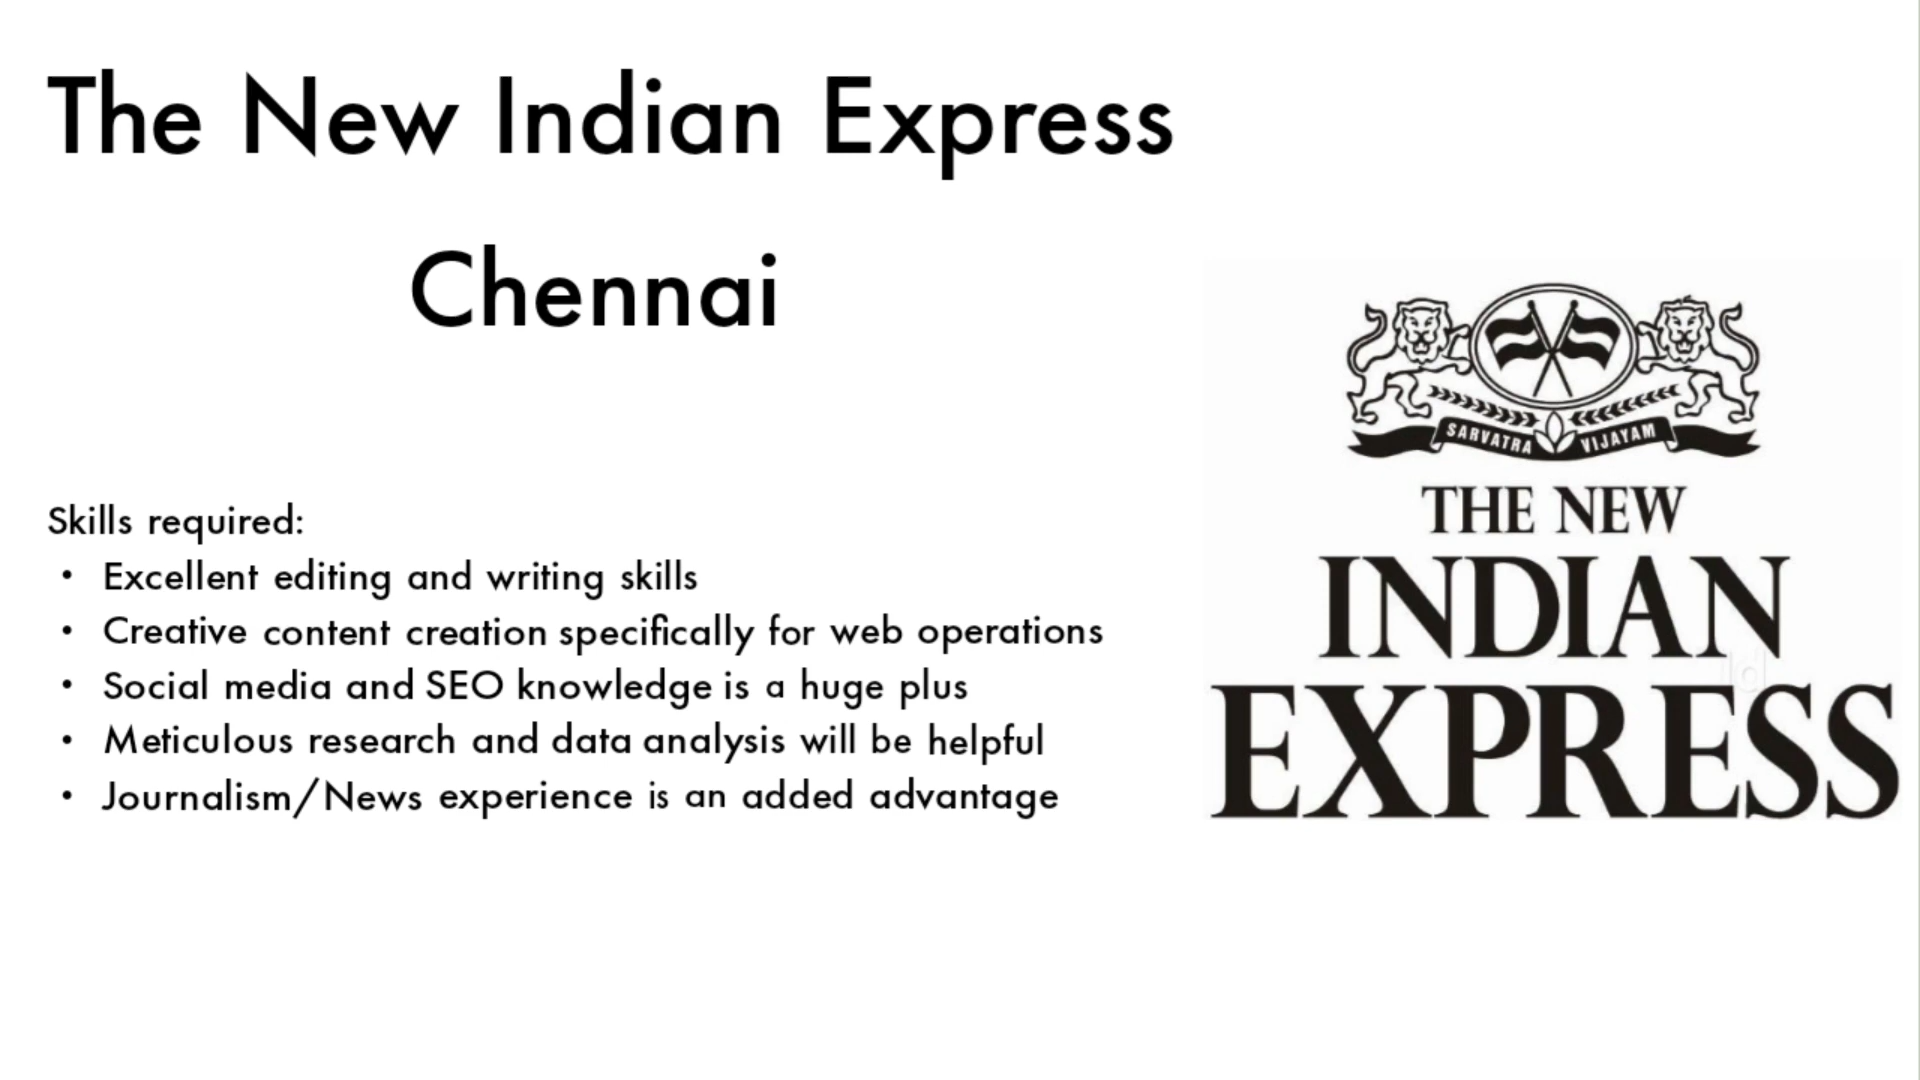 The New Indian Express
Chennai
Skills required:
• Excellent editing and writing skills
• Creative content creation specifically for web operations
• Social media and SEO knowledge is a huge plus
• Meticulous research and data analysis will be helpful
• Journalism/News experience is an added advantage
SARVATRA VIJAYAM
THE NEW
INDIAN
EXPRESS